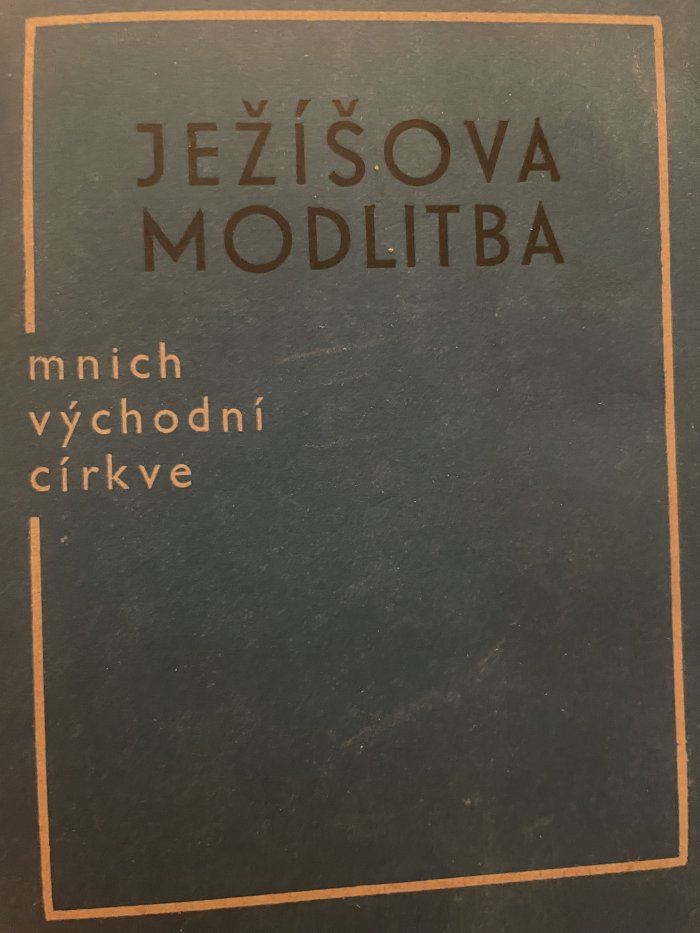 JEŽÍŠOVA
MODLITBA
mnich
východní
církve